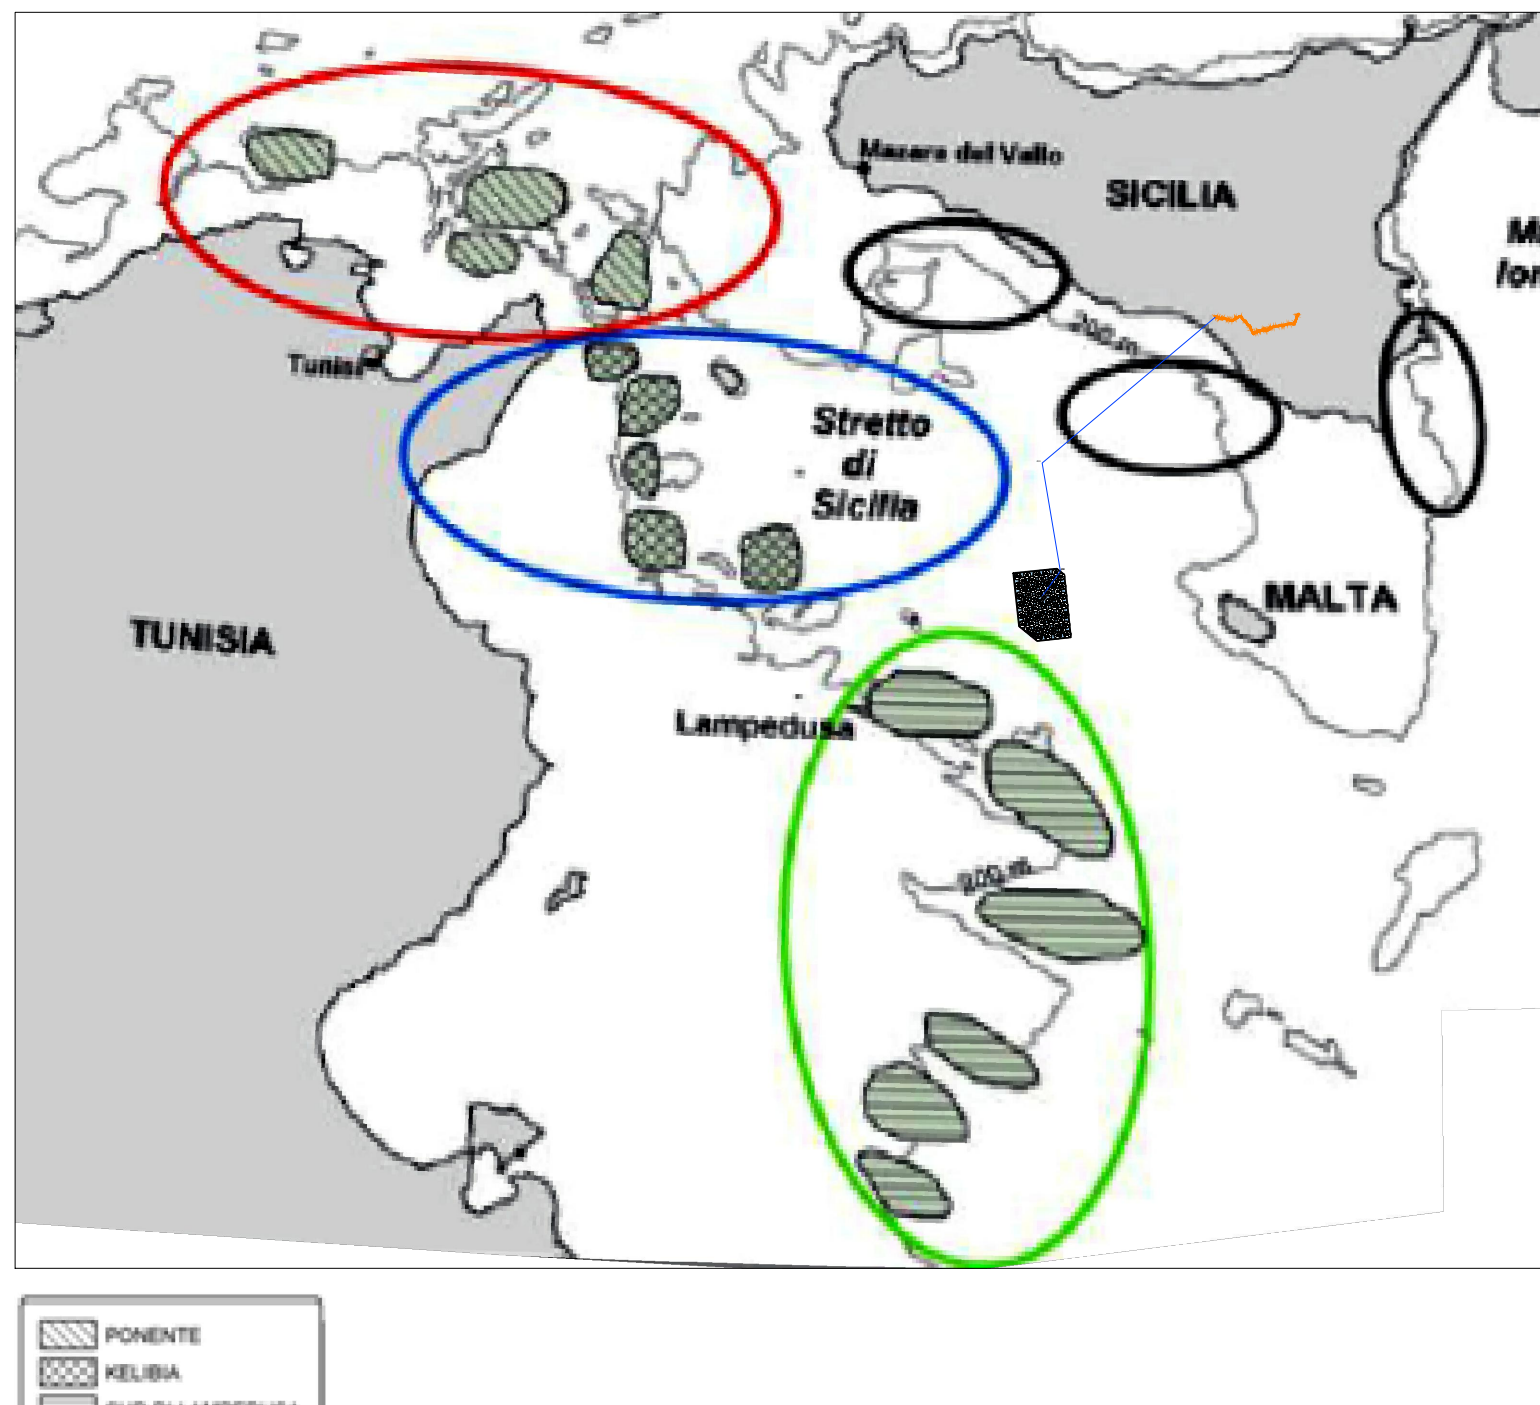 Mazara del Vallo
SICILIA
200 m
Tunisi
Stretto
di
Sicilia
TUNISIA
MALTA
Lampedusa
200 m
PONENTE
KELIBIA